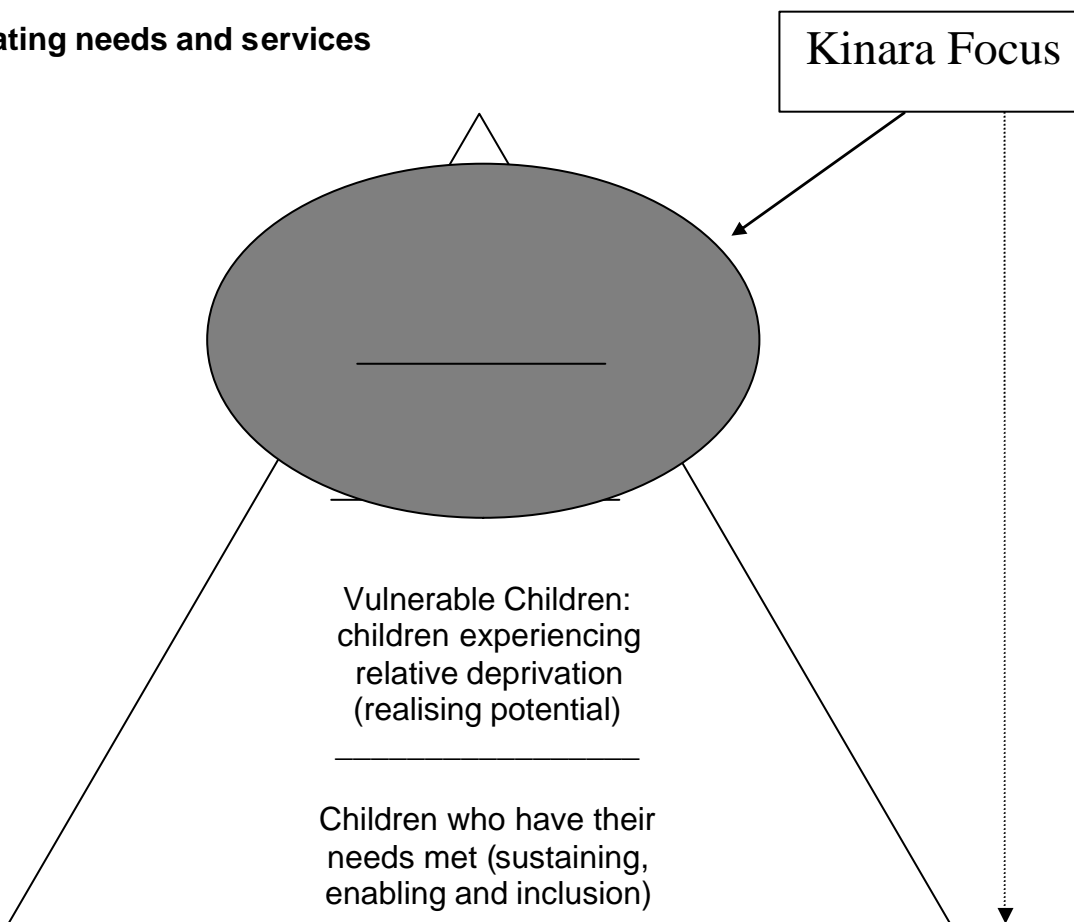 ating needs and services
Kinara Focus
Vulnerable Children:
children experiencing
relative deprivation
(realising potential)
Children who have their
needs met (sustaining,
enabling and inclusion)